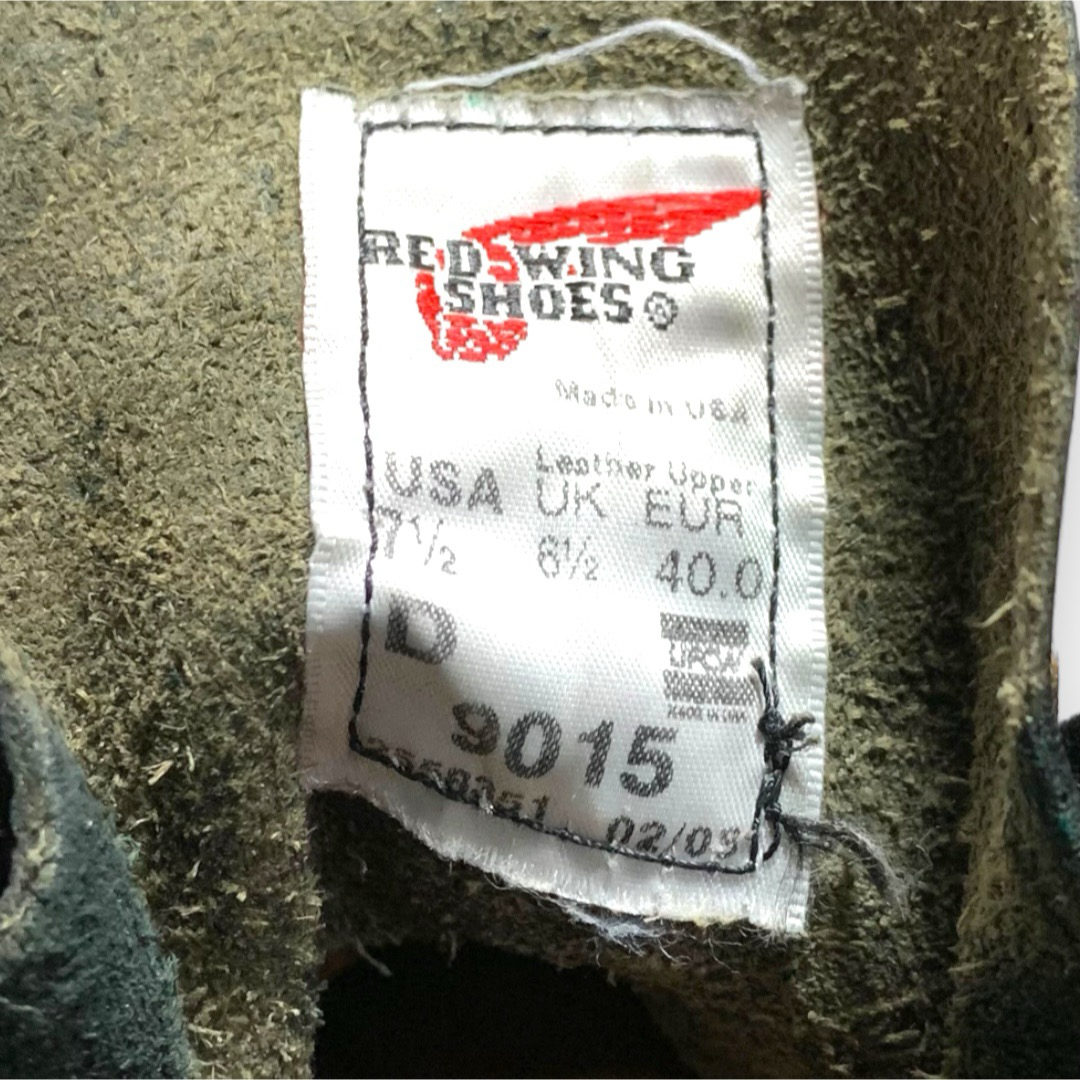 RED WING
SHOES®
Made in USA
Leather Upper
USA UK EUR
7½ 6½ 40.0
D
9015
02/09